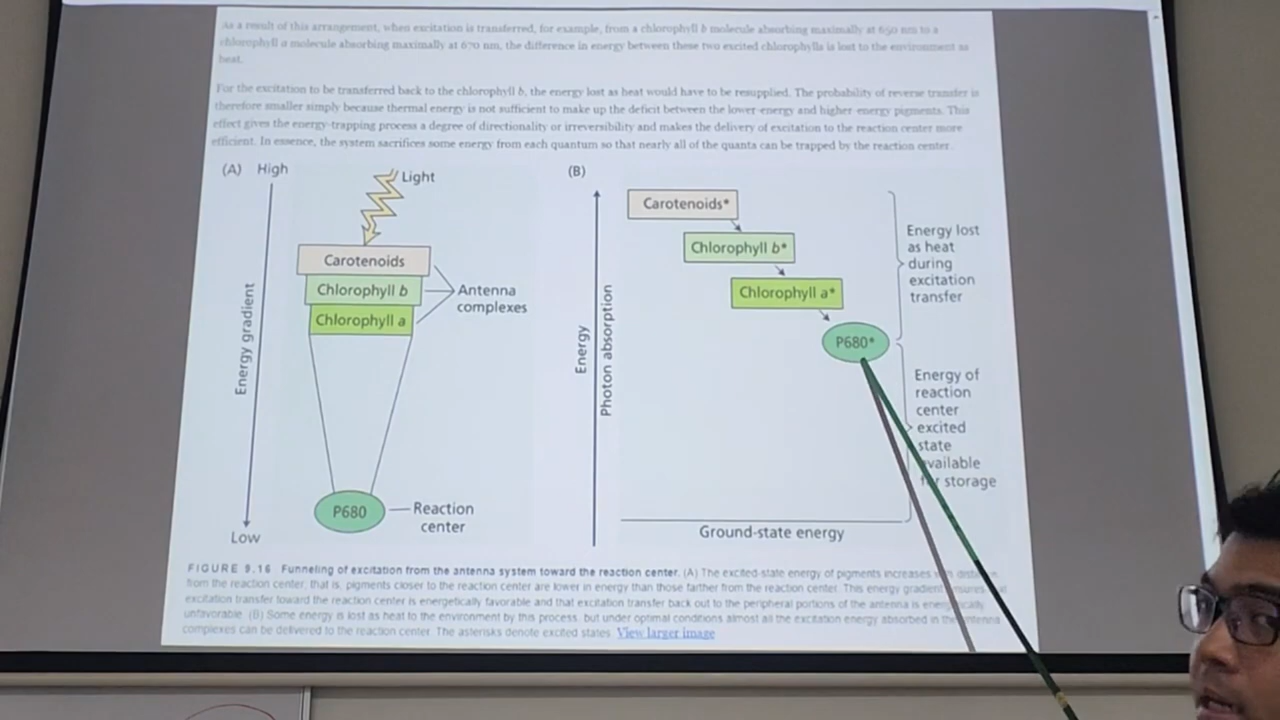 As a result of this arrangement, when excitation is transferred, for example, from a chlorophyll b molecule absorbing maximally at 650 nm to a
chlorophyll a molecule absorbing maximally at 670 nm, the difference in energy between these two excited chlorophylls is lost to the environment as
heat.
For the excitation to be transferred back to the chlorophyll b, the energy lost as heat would have to be resupplied. The probability of reverse transfer is
therefore smaller simply because thermal energy is not sufficient to make up the deficit between the lower-energy and higher-energy pigments. This
effect gives the energy-trapping process a degree of directionality or irreversibility and makes the delivery of excitation to the reaction center more
efficient. In essence, the system sacrifices some energy from each quantum so that nearly all of the quanta can be trapped by the reaction center.
(A) High
Light
Carotenoids
Chlorophyll b
Chlorophyll a
Antenna
complexes
Energy gradient
P680
Reaction
center
Low
(B)
Energy
Photon absorption
Carotenoids*
Chlorophyll b*
Chlorophyll a*
P680*
Energy lost
as heat
during
excitation
transfer
Energy of
reaction
center
excited
state
available
storage
Ground-state energy
FIGURE 9.16 Funneling of excitation from the antenna system toward the reaction center. (A) The excited-state energy of pigments increases
from the reaction center; that is, pigments closer to the reaction center are lower in energy than those farther from the reaction center. This energy gradient
excitation transfer toward the reaction center is energetically favorable and that excitation transfer back out to the peripheral portions of the antenna is energetically
unfavorable. (B) Some energy is lost as heat to the environment by this process, but under optimal conditions almost all the excitation energy absorbed in the antenna
complexes can be delivered to the reaction center. The asterisks denote excited states. View larger image